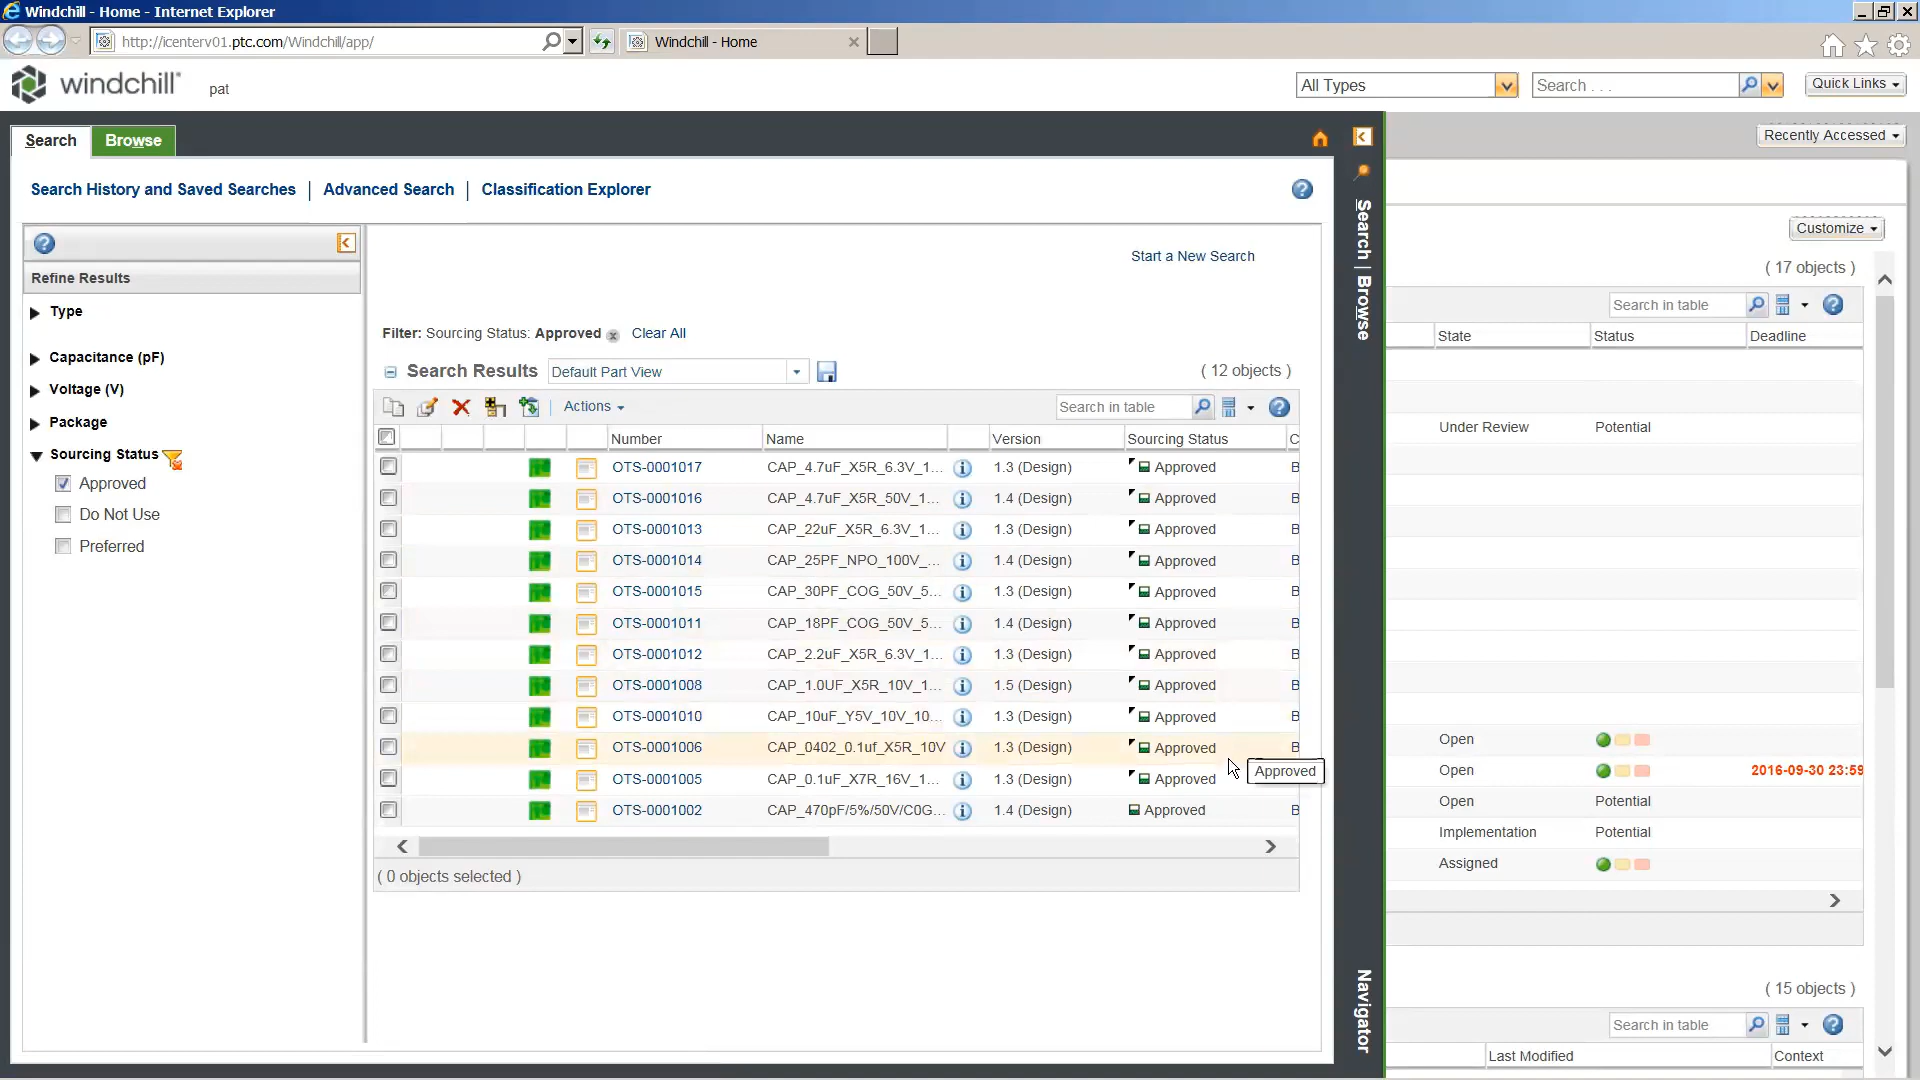 Windchill - Home - Internet Explorer
http://icenterv01.ptc.com/Windchill/app/
Windchill - Home
windchill
pat
All Types
Search . . .
Quick Links
Search
Browse
Recently Accessed
Search History and Saved Searches | Advanced Search | Classification Explorer
Customize
Refine Results
Type
Capacitance (pF)
Voltage (V)
Package
Sourcing Status
Approved
Do Not Use
Preferred
Start a New Search
Filter: Sourcing Status: Approved
Clear All
Search Results
Default Part View
( 12 objects )
Actions
Search in table
Number Name Version Sourcing Status C
OTS-0001017 CAP_4.7uF_X5R_6.3V_1... 1.3 (Design) Approved B
OTS-0001016 CAP_4.7uF_X5R_50V_1... 1.4 (Design) Approved B
OTS-0001013 CAP_22uF_X5R_6.3V_1... 1.3 (Design) Approved B
OTS-0001014 CAP_25PF_NPO_100V_... 1.4 (Design) Approved B
OTS-0001015 CAP_30PF_COG_50V_5... 1.3 (Design) Approved B
OTS-0001011 CAP_18PF_COG_50V_5... 1.4 (Design) Approved B
OTS-0001012 CAP_2.2uF_X5R_6.3V_1... 1.3 (Design) Approved B
OTS-0001008 CAP_1.0UF_X5R_10V_1... 1.5 (Design) Approved B
OTS-0001010 CAP_10uF_Y5V_10V_10... 1.3 (Design) Approved B
OTS-0001006 CAP_0402_0.1uf_X5R_10V 1.3 (Design) Approved B
OTS-0001005 CAP_0.1uF_X7R_16V_1... 1.3 (Design) Approved
OTS-0001002 CAP_470pF/5%/50V/C0G... 1.4 (Design) Approved B
Approved
( 0 objects selected )
Search | Browse
Navigator
( 17 objects )
Search in table
State Status Deadline
Under Review Potential
Open
Open 2016-09-30 23:59
Open Potential
Implementation Potential
Assigned
( 15 objects )
Search in table
Last Modified Context